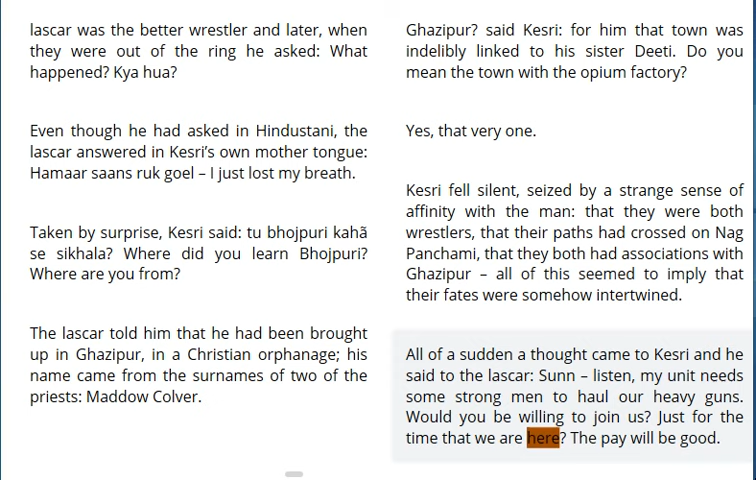 lascar was the better wrestler and later, when
they were out of the ring he asked: What
happened? Kya hua?
Even though he had asked in Hindustani, the
lascar answered in Kesri’s own mother tongue:
Hamaar saans ruk goel – I just lost my breath.
Taken by surprise, Kesri said: tu bhojpuri kahã
se sikhala? Where did you learn Bhojpuri?
Where are you from?
The lascar told him that he had been brought
up in Ghazipur, in a Christian orphanage; his
name came from the surnames of two of the
priests: Maddow Colver.
Ghazipur? said Kesri: for him that town was
indelibly linked to his sister Deeti. Do you
mean the town with the opium factory?
Yes, that very one.
Kesri fell silent, seized by a strange sense of
affinity with the man: that they were both
wrestlers, that their paths had crossed on Nag
Panchami, that they both had associations with
Ghazipur – all of this seemed to imply that
their fates were somehow intertwined.
All of a sudden a thought came to Kesri and he
said to the lascar: Sunn – listen, my unit needs
some strong men to haul our heavy guns.
Would you be willing to join us? Just for the
time that we are here? The pay will be good.